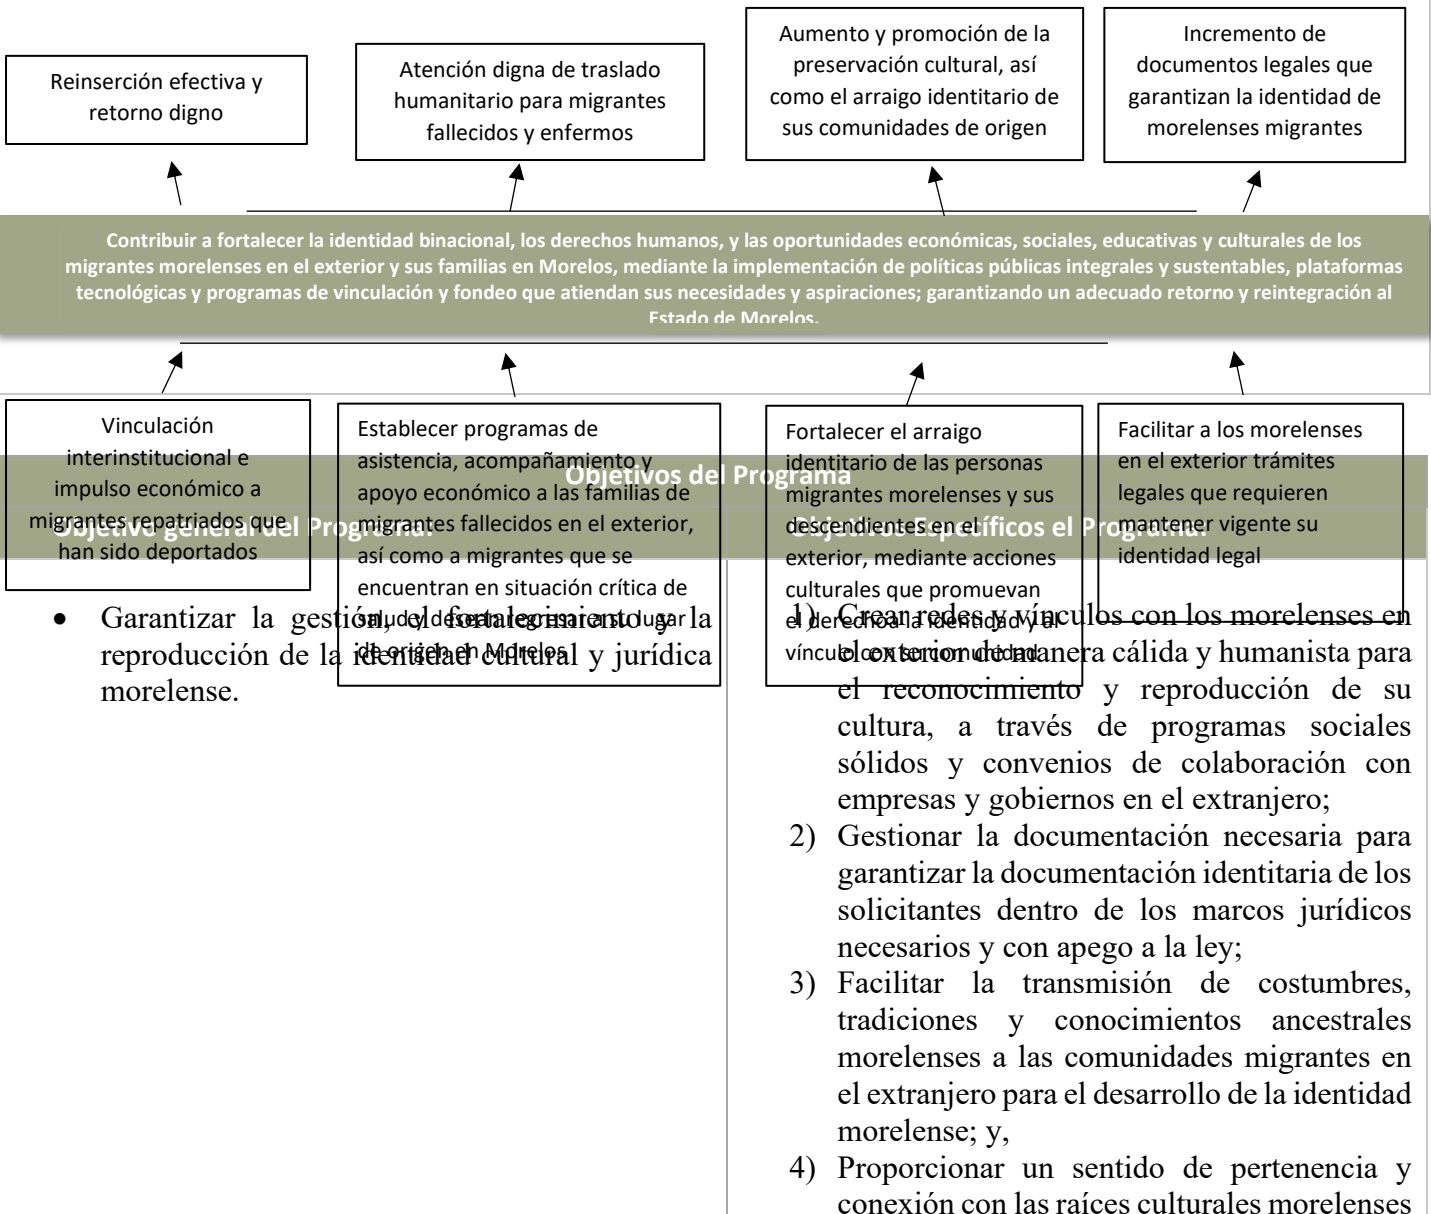 Reinserción efectiva y
retorno digno
Atención digna de traslado
humanitario para migrantes
fallecidos y enfermos
Aumento y promoción de la
preservación cultural, así
como el arraigo identitario de
sus comunidades de origen
Incremento de
documentos legales que
garantizan la identidad de
morelenses migrantes
Contribuir a fortalecer la identidad binacional, los derechos humanos, y las oportunidades económicas, sociales, educativas y culturales de los
migrantes morelenses en el exterior y sus familias en Morelos, mediante la implementación de políticas públicas integrales y sustentables, plataformas
tecnológicas y programas de vinculación y fondeo que atiendan sus necesidades y aspiraciones; garantizando un adecuado retorno y reintegración al
Estado de Morelos.
Vinculación
interinstitucional e
impulso económico a
migrantes repatriados que
han sido deportados
Establecer programas de
asistencia, acompañamiento y
apoyo económico a las familias de
migrantes fallecidos en el exterior,
así como a migrantes que se
encuentran en situación crítica de
salud y desean regresar a su lugar
de origen en Morelos
Fortalecer el arraigo
identitario de las personas
migrantes morelenses y sus
descendientes en el
exterior, mediante acciones
culturales que promuevan
el derecho a la identidad y al
vínculo con su comunidad
Facilitar a los morelenses
en el exterior trámites
legales que requieren
mantener vigente su
identidad legal
Objetivos del Programa
Objetivo general del Programa:
Objetivos Específicos el Programa:
• Garantizar la gestión, el fortalecimiento y la
reproducción de la identidad cultural y jurídica
morelense.
1) Crear redes y vínculos con los morelenses en
el exterior de manera cálida y humanista para
el reconocimiento y reproducción de su
cultura, a través de programas sociales
sólidos y convenios de colaboración con
empresas y gobiernos en el extranjero;
2) Gestionar la documentación necesaria para
garantizar la documentación identitaria de los
solicitantes dentro de los marcos jurídicos
necesarios y con apego a la ley;
3) Facilitar la transmisión de costumbres,
tradiciones y conocimientos ancestrales
morelenses a las comunidades migrantes en
el extranjero para el desarrollo de la identidad
morelense; y,
4) Proporcionar un sentido de pertenencia y
conexión con las raíces culturales morelenses